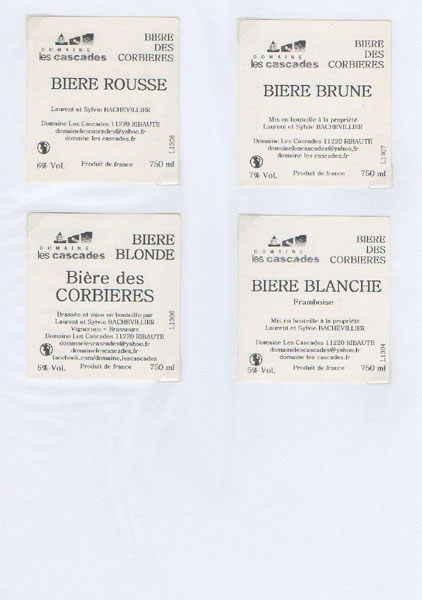 DOMAINE
les cascades
BIERE
DES
CORBIERES
BIERE ROUSSE
Laurent et Sylvie BACHEVILLIER
Domaine Les Cascades 11220 RIBAUTE
domainelescascades@yahoo.fr
domaine les cascades.fr
L1306
6% Vol.
Produit de france
750 ml
DOMAINE
les cascades
BIERE
DES
CORBIERES
BIERE BRUNE
Mis en bouteille à la propriété
Laurent et Sylvie BACHEVILLIER
Domaine Les Cascades 11220 RIBAUTE
domainelescascades@yahoo.fr
domaine les cascades.fr
L1307
7% Vol.
Produit de france
750 ml
DOMAINE
les cascades
BIERE
BLONDE
Bière des
CORBIERES
Brassée et mise en bouteille par
Laurent et Sylvie BACHEVILLIER
Vignerons - Brasseurs
Domaine Les Cascades 11220 RIBAUTE
domainelescascades@yahoo.fr
domainelescascades.fr
facebook.com/domaine.lescascades
L1306
6% Vol.
Produit de france
750 ml
DOMAINE
les cascades
BIERE
DES
CORBIERES
BIERE BLANCHE
Framboise
Mis en bouteille à la propriété
Laurent et Sylvie BACHEVILLIER
Domaine Les Cascades 11220 RIBAUTE
domainelescascades@yahoo.fr
domaine les cascades.fr
L1304
5% Vol.
Produit de france
750 ml